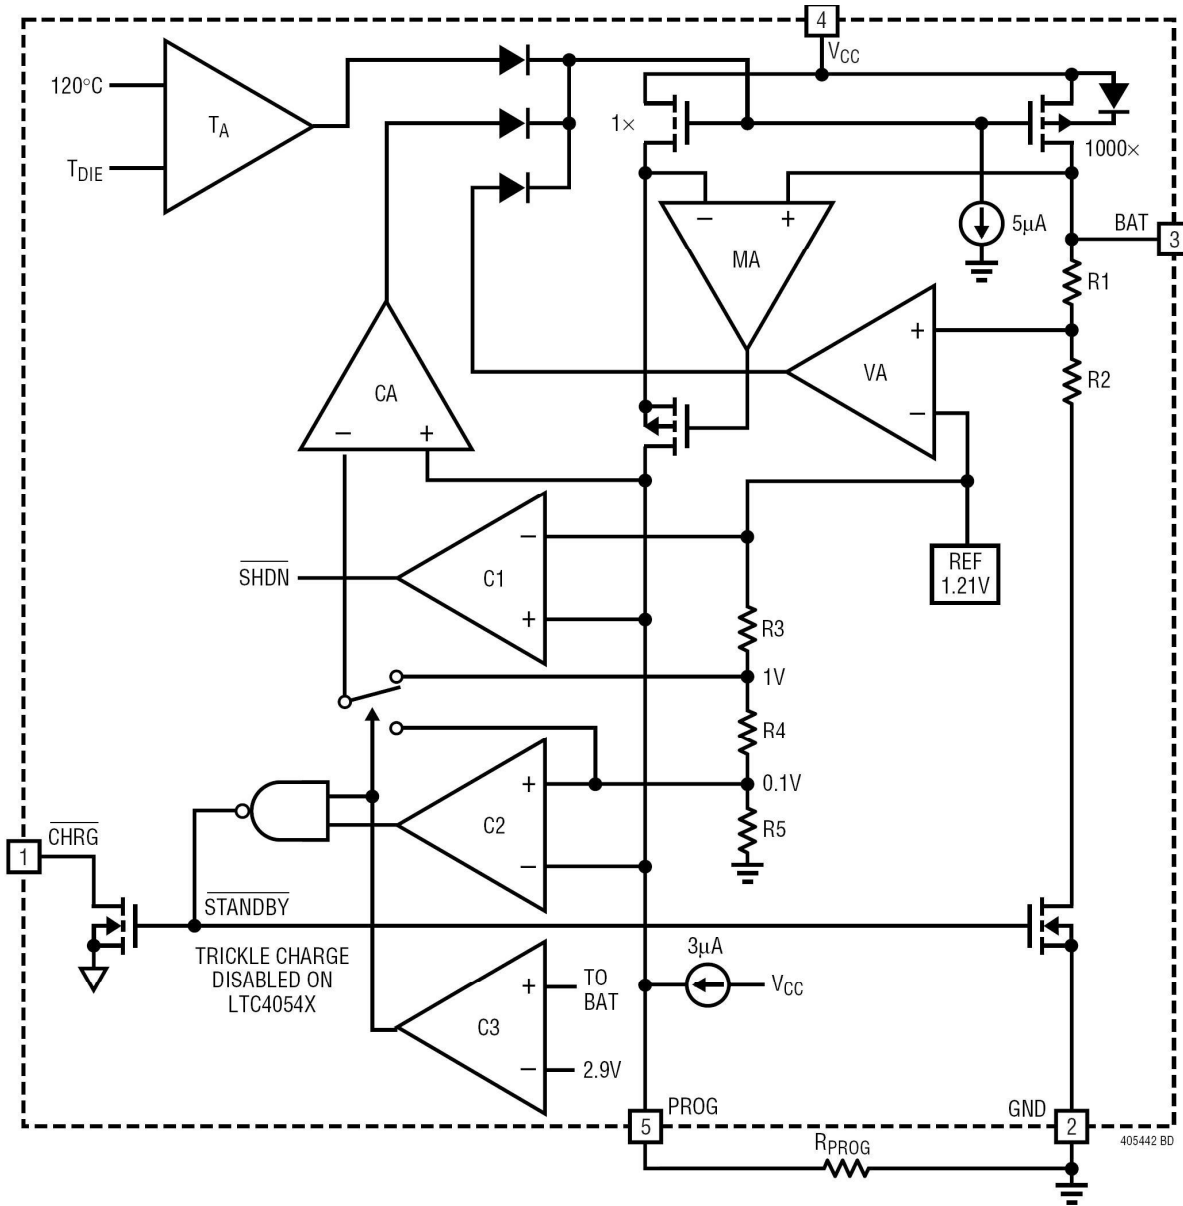 4
VCC
120°C
TA
TDIE
1×
1000×
5µA
BAT
3
– +
MA
R1
+
VA
–
R2
CA
– +
REF
1.21V
–
C1
+
SHDN
R3
1V
R4
0.1V
R5
+
C2
–
CHRG
1
STANDBY
TRICKLE CHARGE
DISABLED ON
LTC4054X
3µA
VCC
+
C3
–
TO
BAT
2.9V
PROG
5
GND
2
RPROG
405442 BD